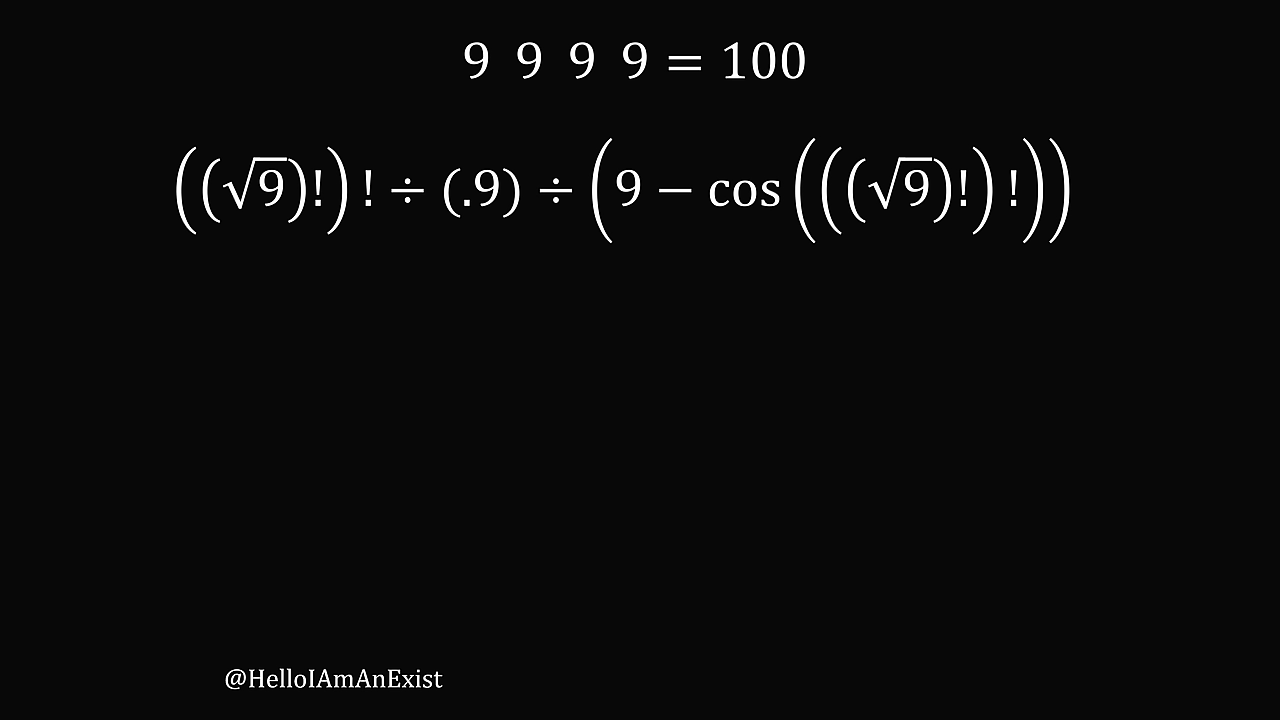 9 9 9 9 = 100
((√9)!)! ÷ (.9) ÷ (9 − cos(((√9)!)!))
@HelloIAmAnExist